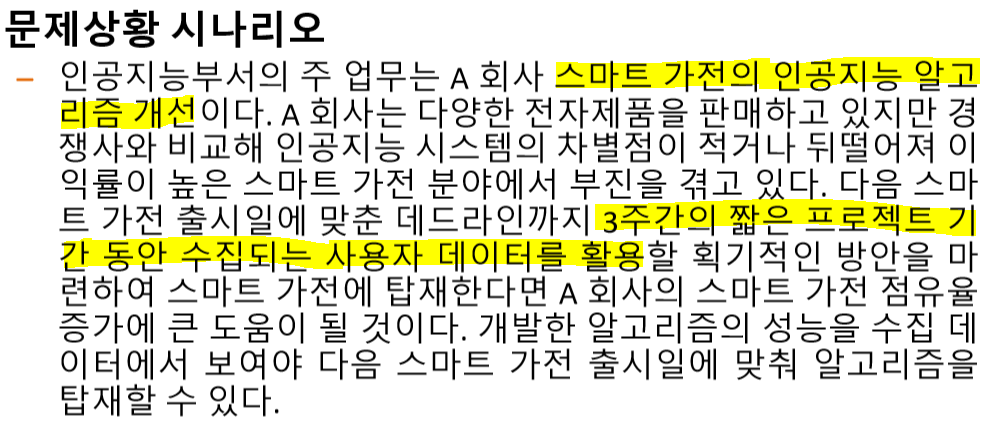 문제상황 시나리오
– 인공지능부서의 주 업무는 A 회사 스마트 가전의 인공지능 알고
리즘 개선이다. A 회사는 다양한 전자제품을 판매하고 있지만 경
쟁사와 비교해 인공지능 시스템의 차별점이 적거나 뒤떨어져 이
익률이 높은 스마트 가전 분야에서 부진을 겪고 있다. 다음 스마
트 가전 출시일에 맞춘 데드라인까지 3주간의 짧은 프로젝트 기
간 동안 수집되는 사용자 데이터를 활용할 획기적인 방안을 마
련하여 스마트 가전에 탑재한다면 A 회사의 스마트 가전 점유율
증가에 큰 도움이 될 것이다. 개발한 알고리즘의 성능을 수집 데
이터에서 보여야 다음 스마트 가전 출시일에 맞춰 알고리즘을
탑재할 수 있다.